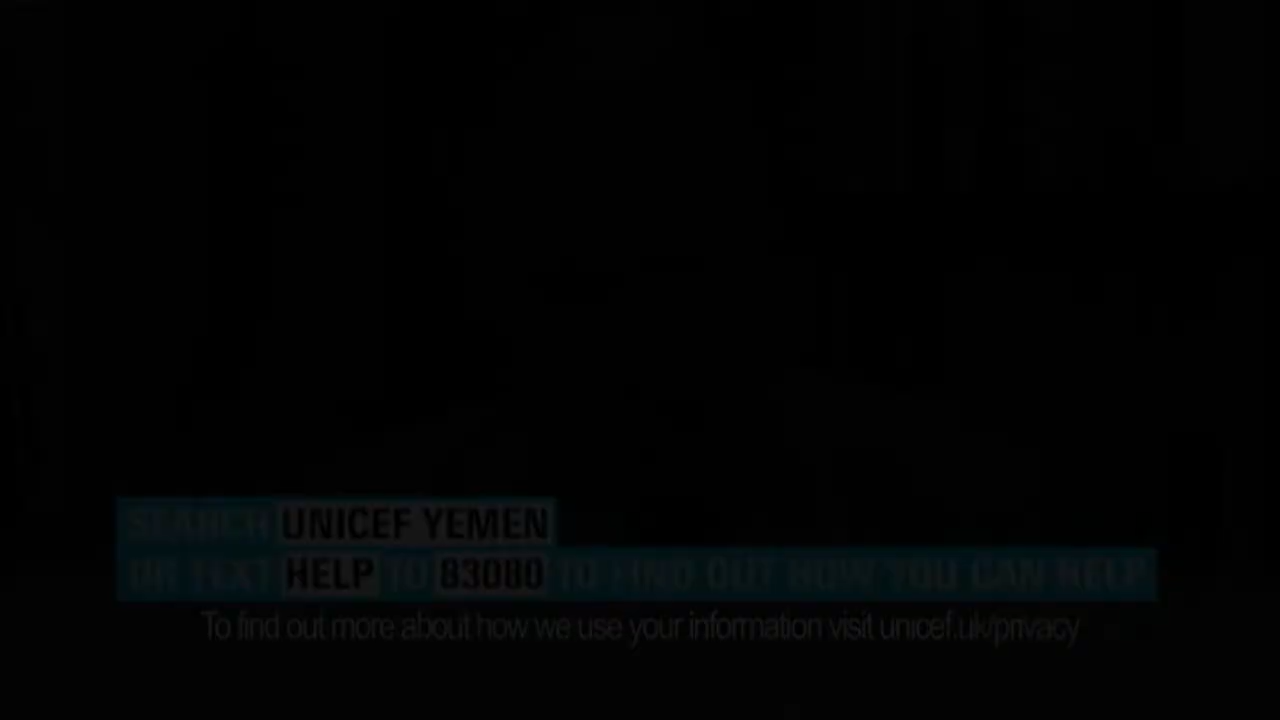 SEARCH UNICEF YEMEN
OR TEXT HELP TO 83080 TO FIND OUT HOW YOU CAN HELP
To find out more about how we use your information visit unicef.uk/privacy